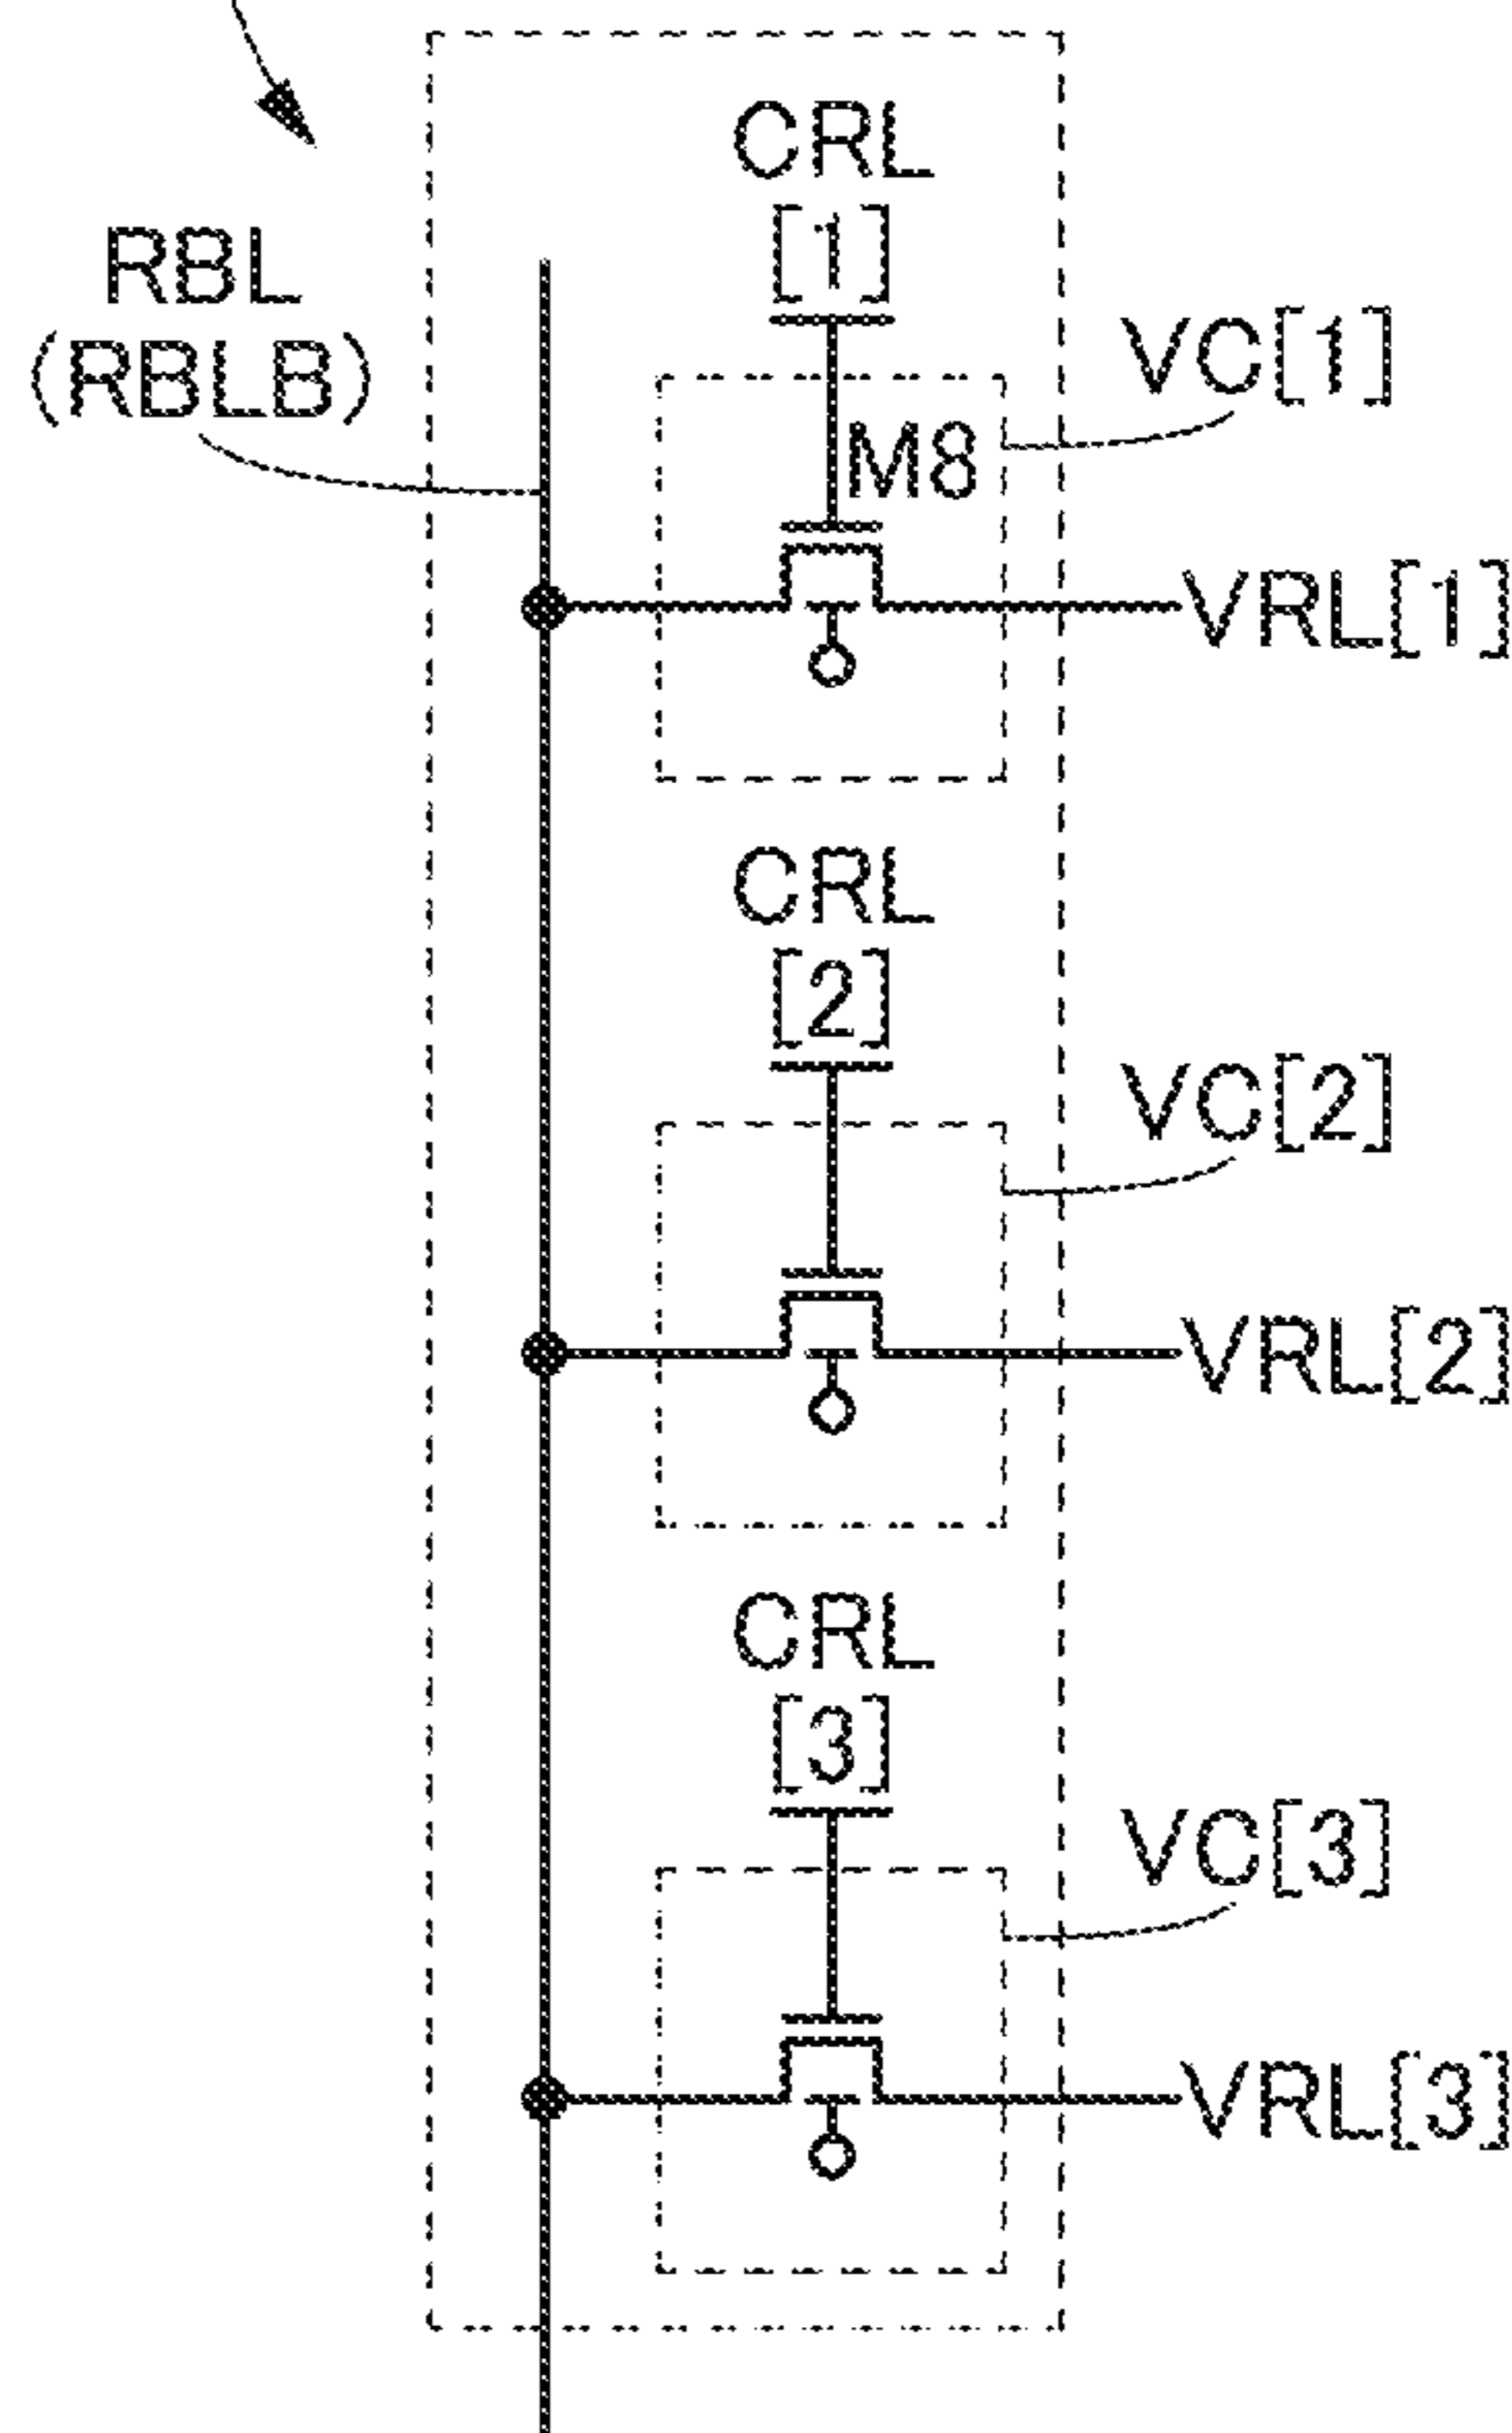 CRL
[1]
RBL
(RBLB)
VC[1]
M8
VRL[1]
CRL
[2]
VC[2]
VRL[2]
CRL
[3]
VC[3]
VRL[3]